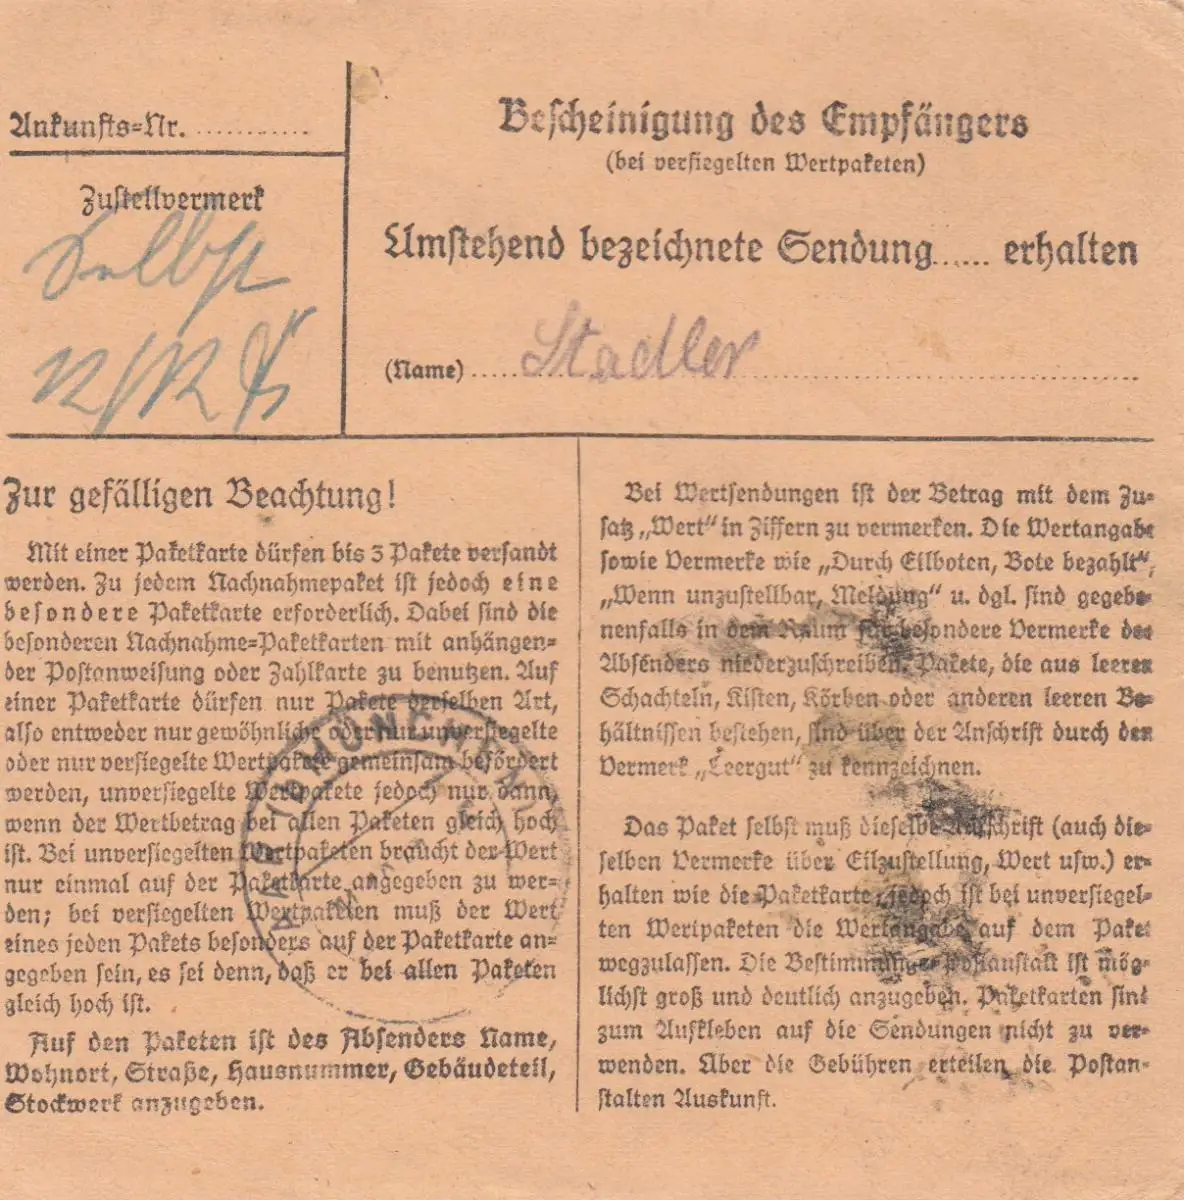 Ankunfts=Nr. ............
Zustellvermerk
Selbst
12/12
Bescheinigung des Empfängers
(bei versiegelten Wertpaketen)
Umstehend bezeichnete Sendung...... erhalten
(Name) ..... Stadler
Zur gefälligen Beachtung!
Mit einer Paketkarte dürfen bis 3 Pakete versandt
werden. Zu jedem Nachnahmepaket ist jedoch eine
besondere Paketkarte erforderlich. Dabei sind die
besonderen Nachnahme=Paketkarten mit anhängen=
der Postanweisung oder Zahlkarte zu benutzen. Auf
einer Paketkarte dürfen nur Pakete derselben Art,
also entweder nur gewöhnliche oder nur unversiegelte
oder nur versiegelte Wertpakete gemeinsam befördert
werden, unversiegelte Wertpakete jedoch nur dann,
wenn der Wertbetrag bei allen Paketen gleich hoch
ist. Bei unversiegelten Wertpaketen braucht der Wert
nur einmal auf der Paketkarte angegeben zu wer=
den; bei versiegelten Wertpaketen muß der Wert
eines jeden Pakets besonders auf der Paketkarte an=
gegeben sein, es sei denn, daß er bei allen Paketen
gleich hoch ist.
Auf den Paketen ist des Absenders Name,
Wohnort, Straße, Hausnummer, Gebäudeteil,
Stockwerk anzugeben.
MÜNCHEN
Bei Wertsendungen ist der Betrag mit dem Zu=
satz „Wert“ in Ziffern zu vermerken. Die Wertangabe
sowie Vermerke wie „Durch Eilboten, Bote bezahlt“,
„Wenn unzustellbar, Meldung“ u. dgl. sind gegebe=
nenfalls in dem Raum für besondere Vermerke des
Absenders niederzuschreiben. Pakete, die aus leeren
Schachteln, Kisten, Körben oder anderen leeren Be=
hältnissen bestehen, sind über der Anschrift durch den
Vermerk „Leergut“ zu kennzeichnen.
Das Paket selbst muß dieselbe Aufschrift (auch die=
selben Vermerke über Eilzustellung, Wert usw.) er=
halten wie die Paketkarte, jedoch ist bei unversiegel=
ten Wertpaketen die Wertangabe auf dem Paket
wegzulassen. Die Bestimmungs=Postanstalt ist mög=
lichst groß und deutlich anzugeben. Paketkarten sind
zum Aufkleben auf die Sendungen nicht zu ver=
wenden. Über die Gebühren erteilen die Postan=
stalten Auskunft.